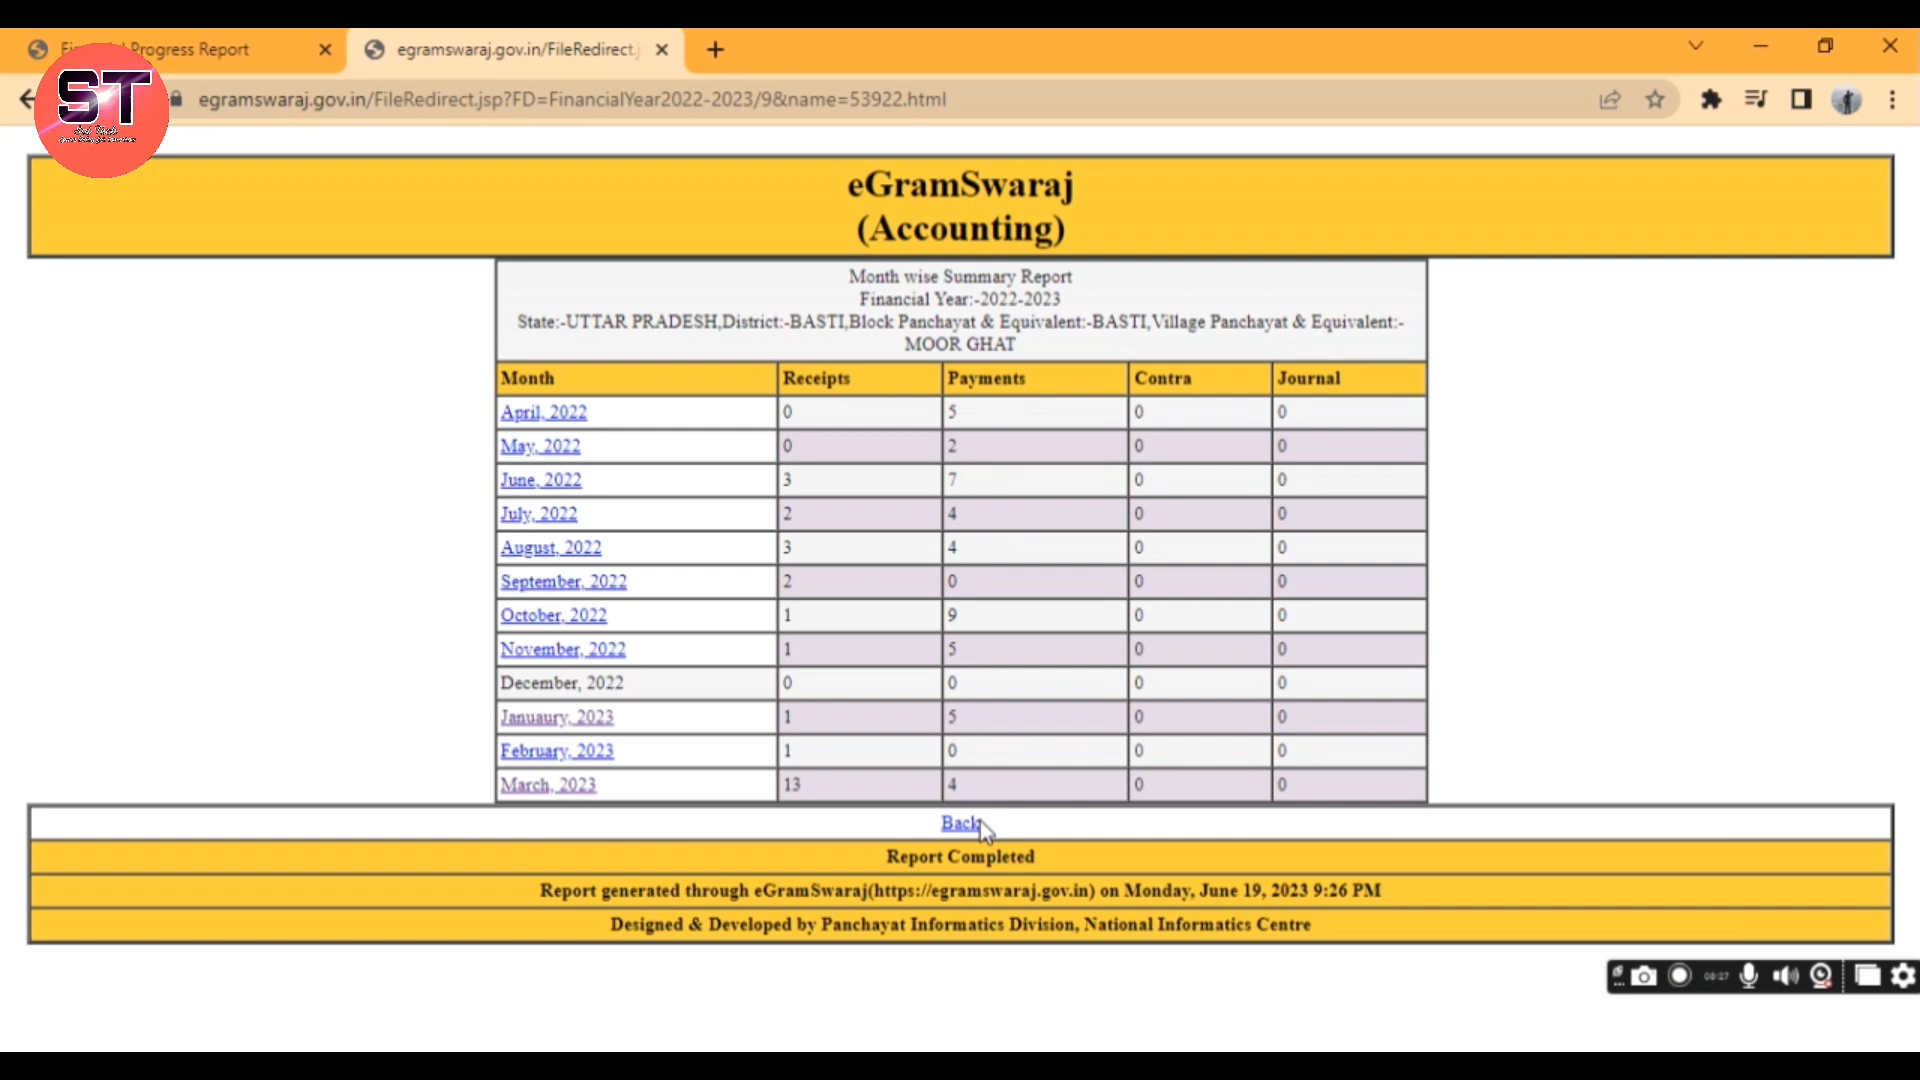 Progress Report
egramswaraj.gov.in/FileRedirect.j
ST
egramswaraj.gov.in/FileRedirect.jsp?FD=FinancialYear2022-2023/9&name=53922.html
eGramSwaraj
(Accounting)
Month wise Summary Report
Financial Year:-2022-2023
State:-UTTAR PRADESH,District:-BASTI,Block Panchayat & Equivalent:-BASTI,Village Panchayat & Equivalent:-
MOOR GHAT
Month Receipts Payments Contra Journal
April, 2022 0 5 0 0
May, 2022 0 2 0 0
June, 2022 3 7 0 0
July, 2022 2 4 0 0
August, 2022 3 4 0 0
September, 2022 2 0 0 0
October, 2022 1 9 0 0
November, 2022 1 5 0 0
December, 2022 0 0 0 0
Januaury, 2023 1 5 0 0
February, 2023 1 0 0 0
March, 2023 13 4 0 0
Back
Report Completed
Report generated through eGramSwaraj(https://egramswaraj.gov.in) on Monday, June 19, 2023 9:26 PM
Designed & Developed by Panchayat Informatics Division, National Informatics Centre